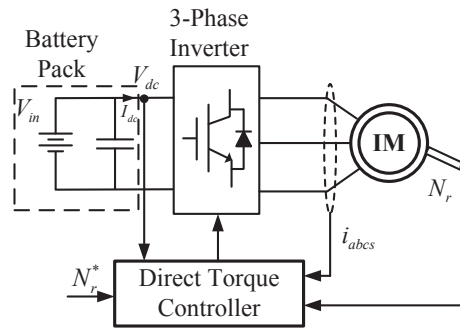 3-Phase
Inverter
Battery
Pack
V_dc
V_in
I_dc
IM
N_r
i_abcs
N_r^*
Direct Torque
Controller